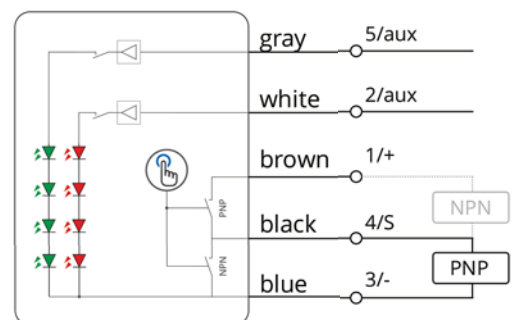 gray 5/aux
white 2/aux
brown 1/+
NPN
PNP
black 4/S
PNP
NPN
blue 3/-